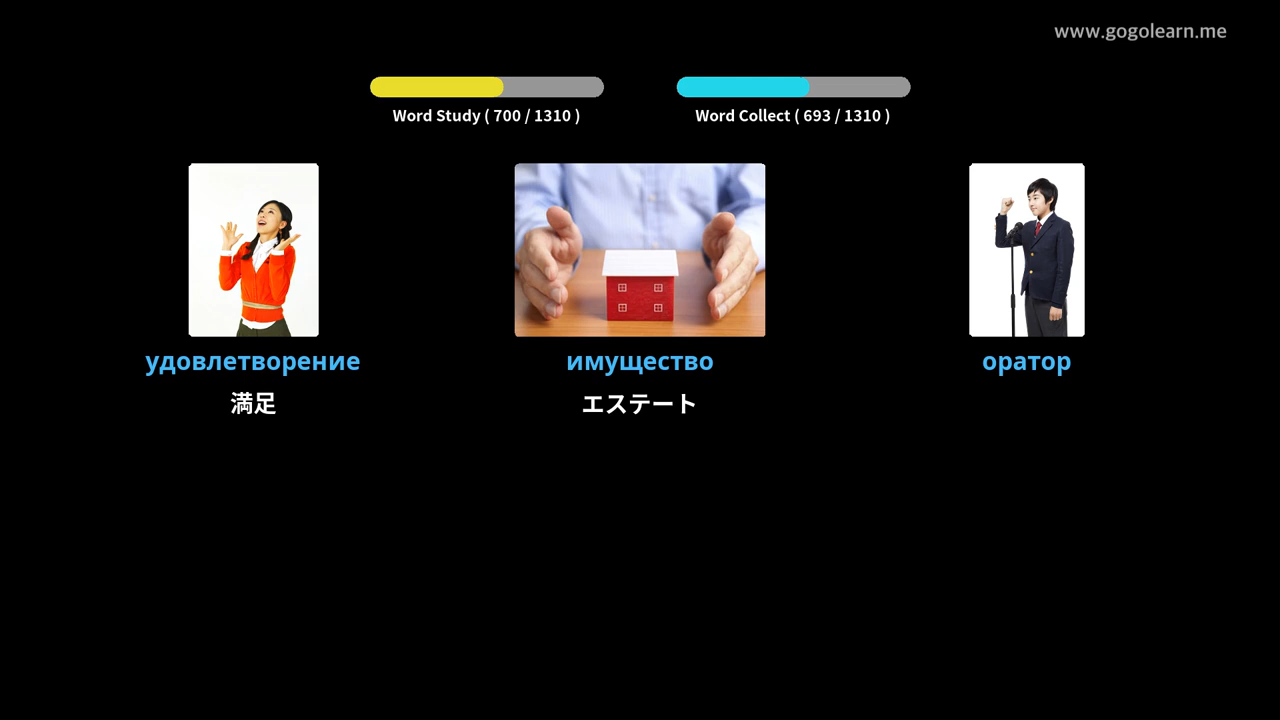 www.gogolearn.me
Word Study ( 700 / 1310 )
Word Collect ( 693 / 1310 )
удовлетворение
имущество
оратор
満足
エステート